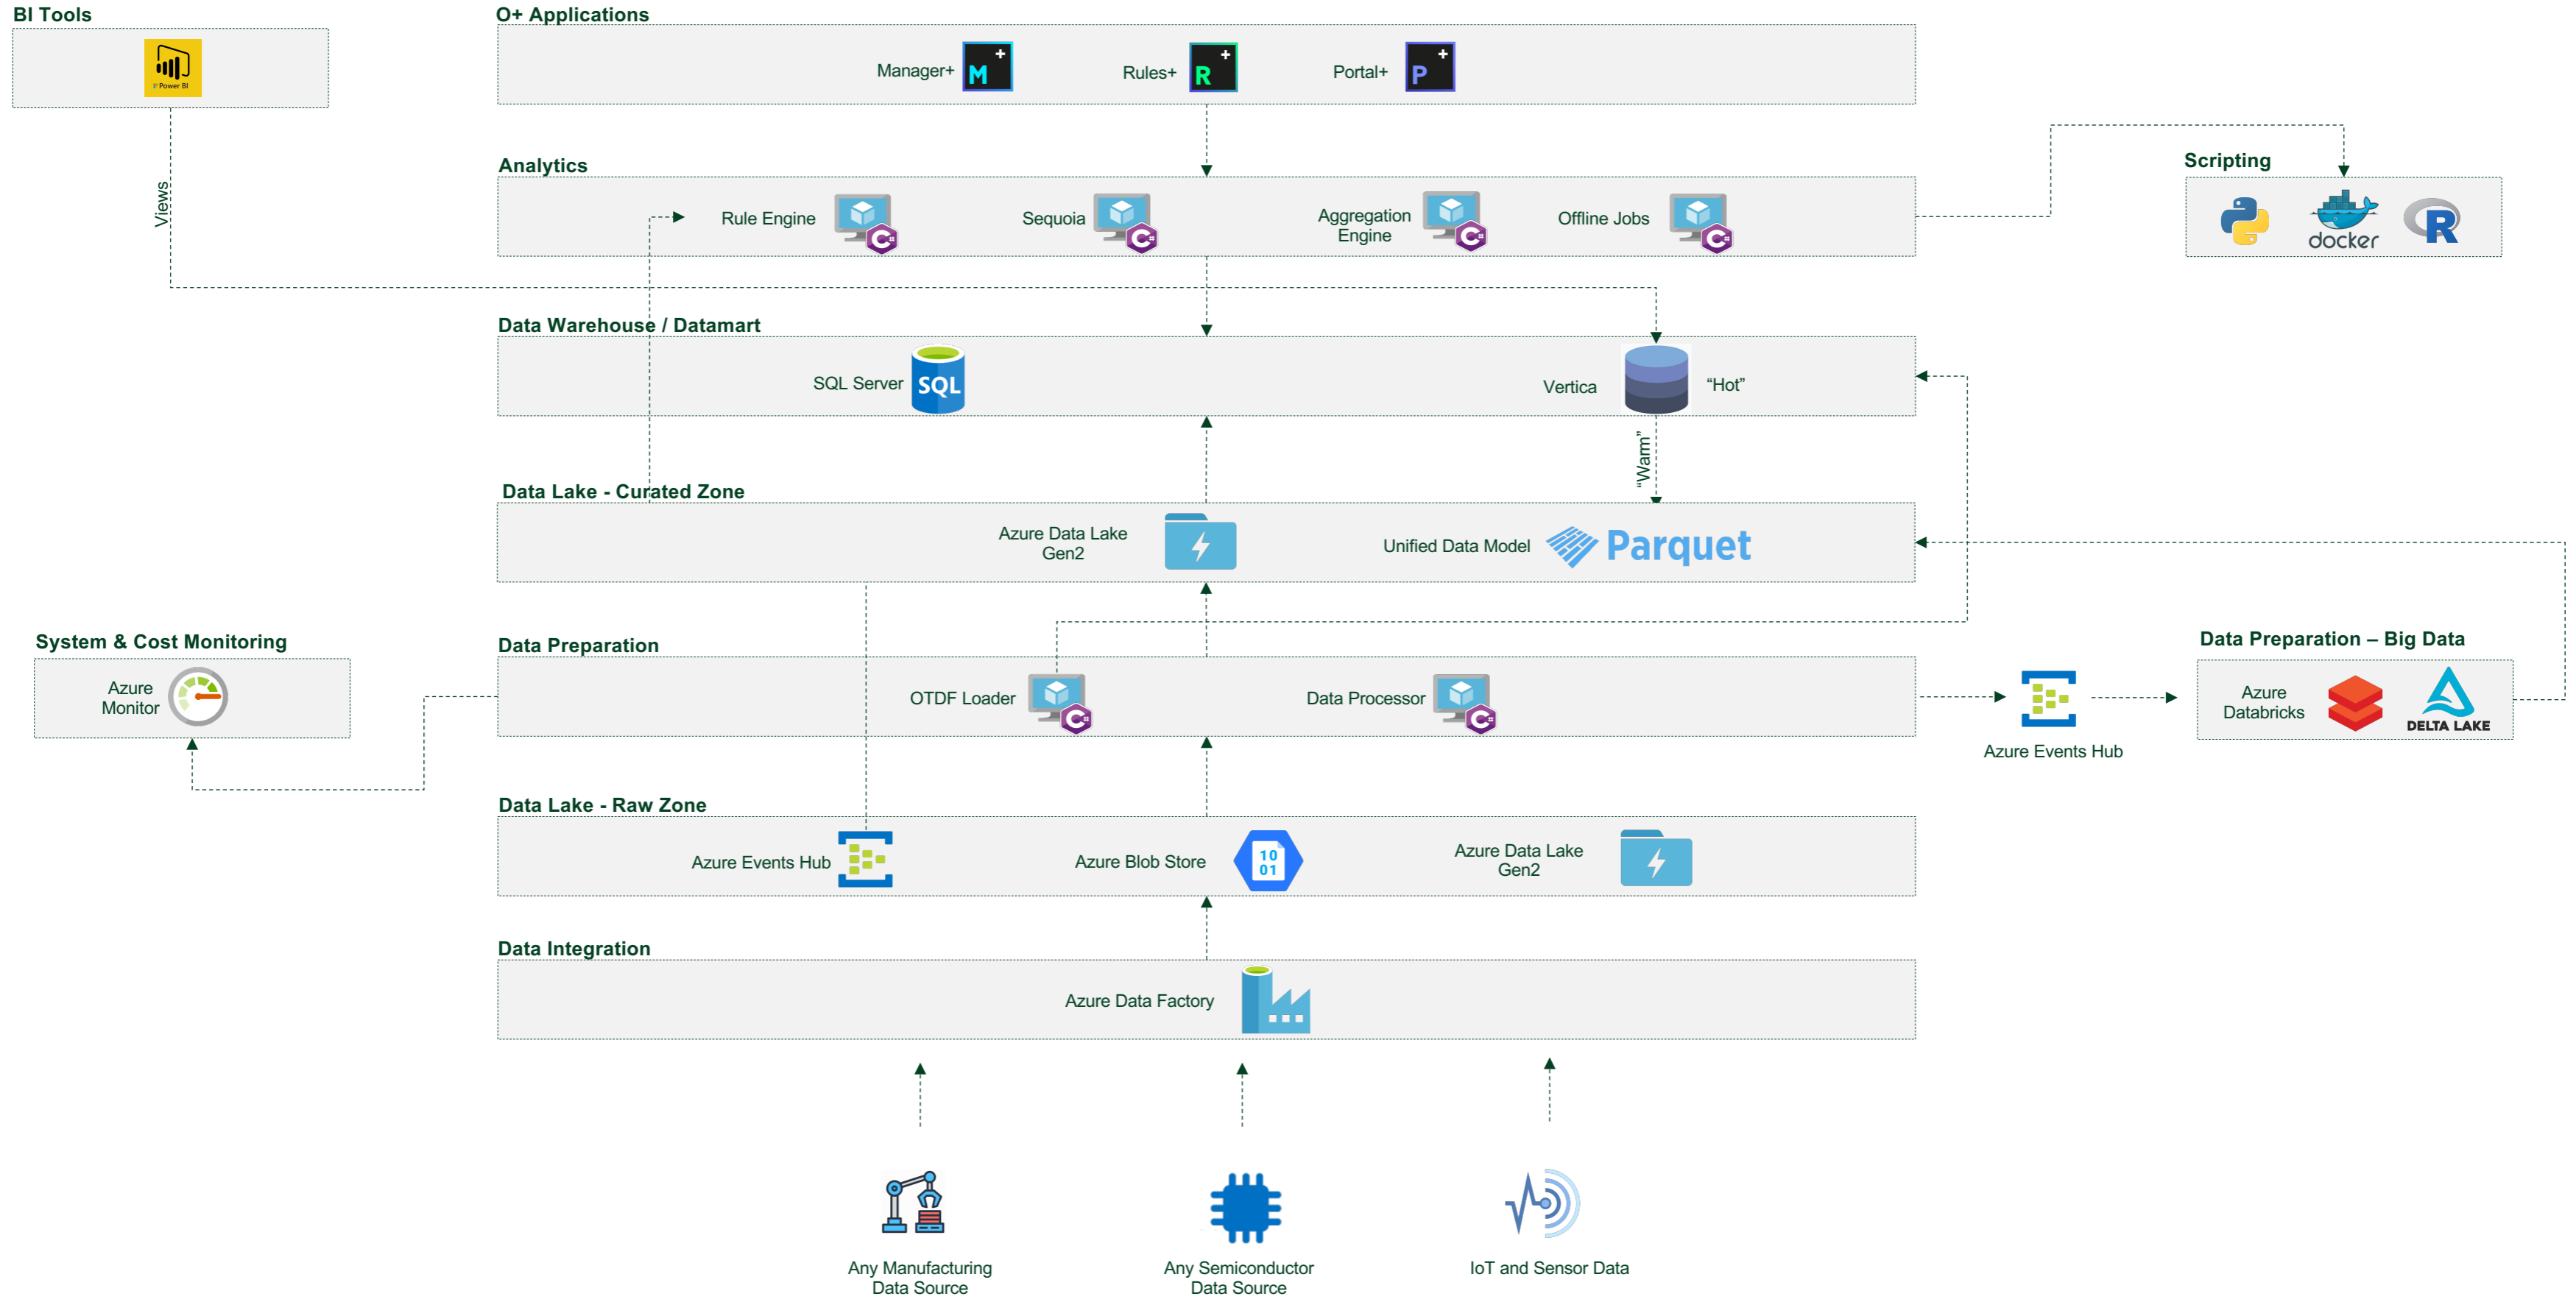 BI Tools
Power BI
O+ Applications
Manager+
M+
Rules+
R+
Portal+
P+
Views
Analytics
Rule Engine
C#
Sequoia
C#
Aggregation
Engine
C#
Offline Jobs
C#
Scripting
docker
R
Data Warehouse / Datamart
SQL Server
SQL
Vertica
“Hot”
“Warm”
Data Lake - Curated Zone
Azure Data Lake
Gen2
Unified Data Model
Parquet
System & Cost Monitoring
Azure
Monitor
Data Preparation
OTDF Loader
C#
Data Processor
C#
Azure Events Hub
Data Preparation – Big Data
Azure
Databricks
DELTA LAKE
Data Lake - Raw Zone
Azure Events Hub
Azure Blob Store
10
01
Azure Data Lake
Gen2
Data Integration
Azure Data Factory
Any Manufacturing
Data Source
Any Semiconductor
Data Source
IoT and Sensor Data